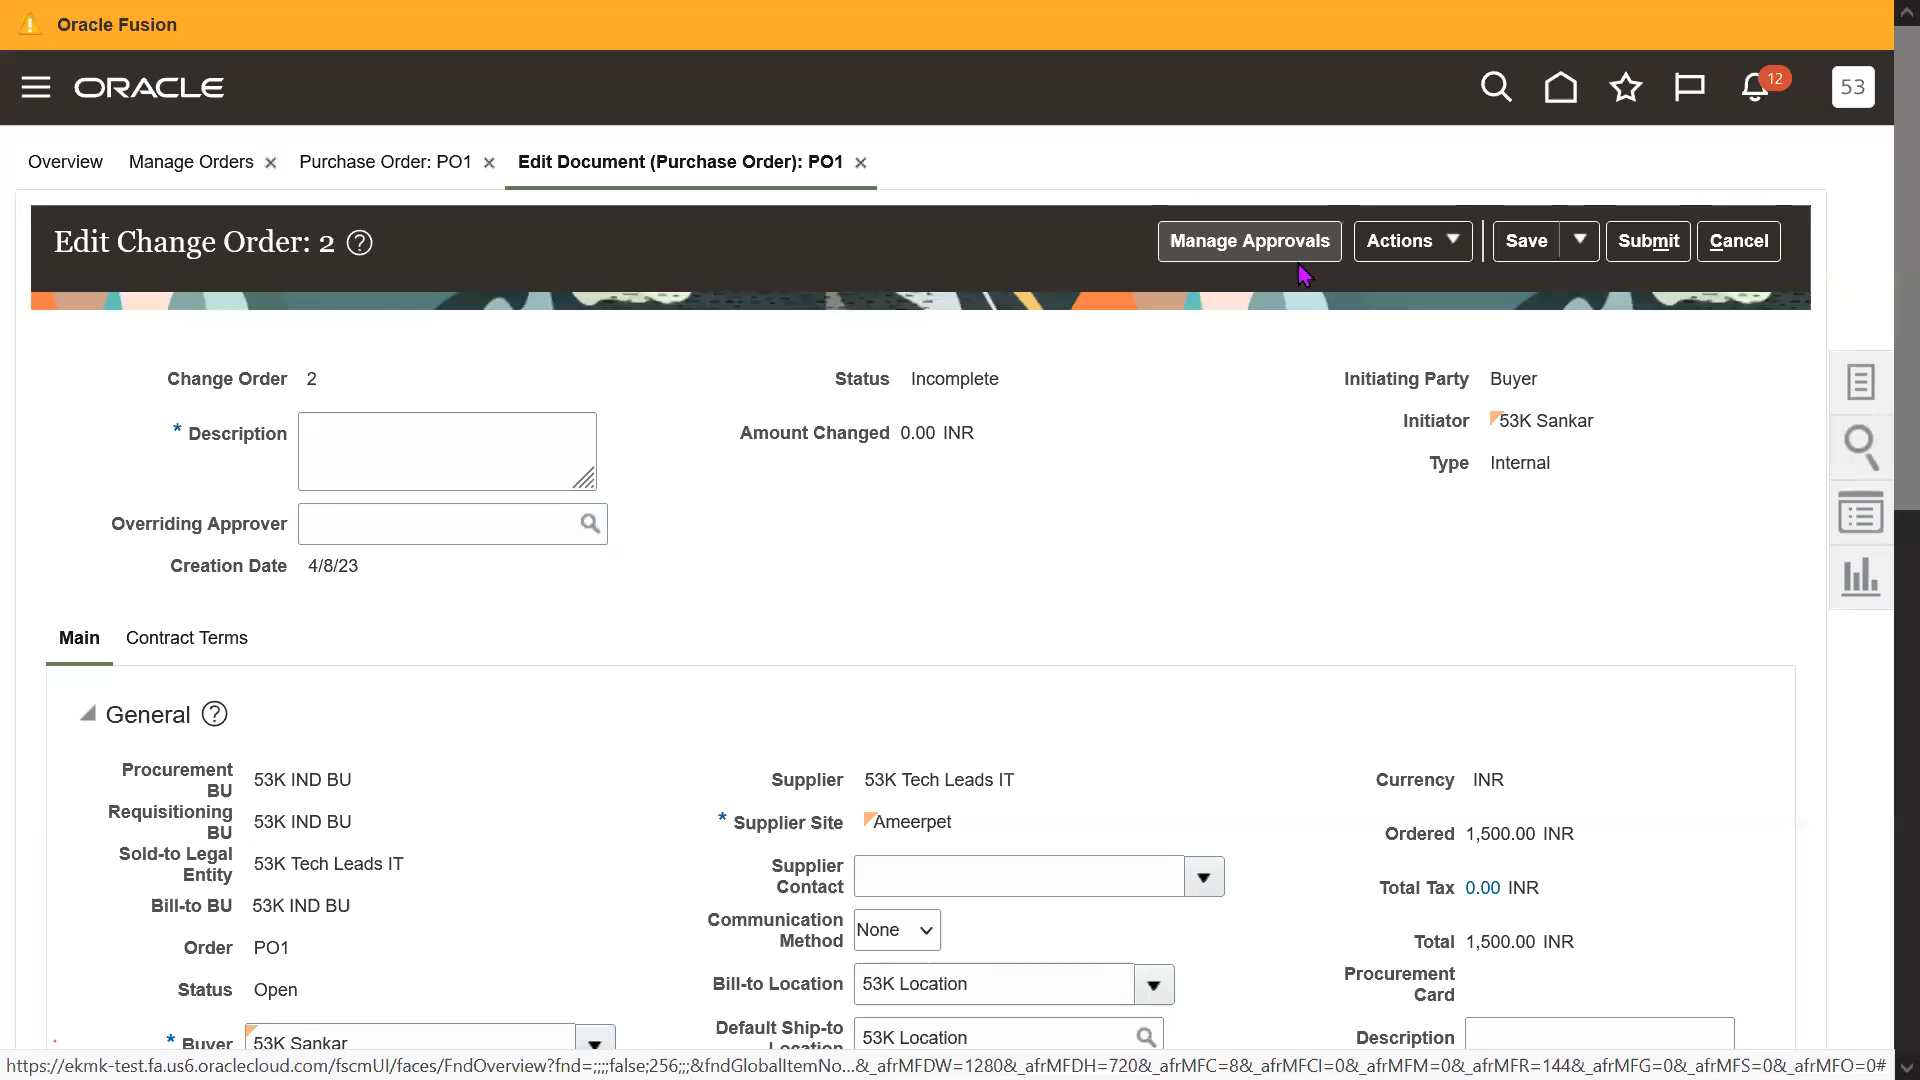 Oracle Fusion
ORACLE
12
53
Overview Manage Orders Purchase Order: PO1 Edit Document (Purchase Order): PO1
Edit Change Order: 2
Manage Approvals Actions Save Submit Cancel
Change Order 2
Status Incomplete
Initiating Party Buyer
* Description
Amount Changed 0.00 INR
Initiator 53K Sankar
Type Internal
Overriding Approver
Creation Date 4/8/23
Main Contract Terms
General
Procurement BU 53K IND BU
Requisitioning BU 53K IND BU
Sold-to Legal Entity 53K Tech Leads IT
Bill-to BU 53K IND BU
Order PO1
Status Open
* Buyer 53K Sankar
Supplier 53K Tech Leads IT
* Supplier Site Ameerpet
Supplier Contact
Communication Method None
Bill-to Location 53K Location
Default Ship-to Location 53K Location
Currency INR
Ordered 1,500.00 INR
Total Tax 0.00 INR
Total 1,500.00 INR
Procurement Card
Description
https://ekmk-test.fa.us6.oraclecloud.com/fscmUI/faces/FndOverview?fnd=;;;;false;256;;;&fndGlobalItemNo...&_afrMFDW=1280&_afrMFDH=720&_afrMFC=8&_afrMFCI=0&_afrMFM=0&_afrMFR=144&_afrMFG=0&_afrMFS=0&_afrMFO=0#